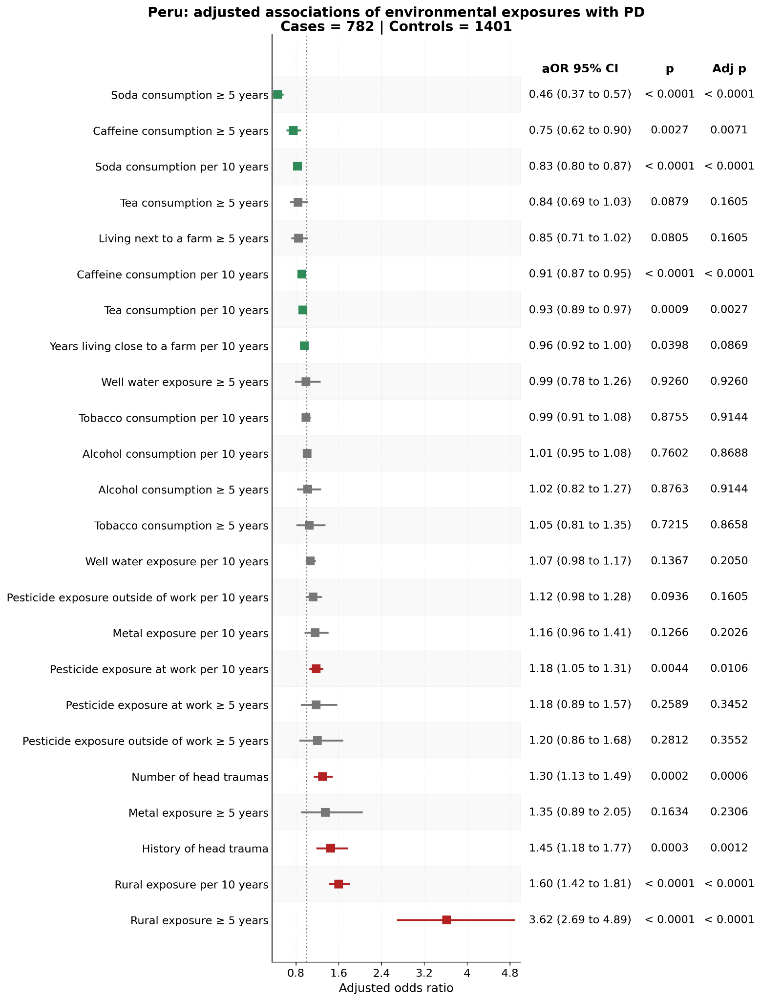 Peru: adjusted associations of environmental exposures with PD
Cases = 782 | Controls = 1401
aOR 95% CI p Adj p
Soda consumption ≥ 5 years 0.46 (0.37 to 0.57) < 0.0001 < 0.0001
Caffeine consumption ≥ 5 years 0.75 (0.62 to 0.90) 0.0027 0.0071
Soda consumption per 10 years 0.83 (0.80 to 0.87) < 0.0001 < 0.0001
Tea consumption ≥ 5 years 0.84 (0.69 to 1.03) 0.0879 0.1605
Living next to a farm ≥ 5 years 0.85 (0.71 to 1.02) 0.0805 0.1605
Caffeine consumption per 10 years 0.91 (0.87 to 0.95) < 0.0001 < 0.0001
Tea consumption per 10 years 0.93 (0.89 to 0.97) 0.0009 0.0027
Years living close to a farm per 10 years 0.96 (0.92 to 1.00) 0.0398 0.0869
Well water exposure ≥ 5 years 0.99 (0.78 to 1.26) 0.9260 0.9260
Tobacco consumption per 10 years 0.99 (0.91 to 1.08) 0.8755 0.9144
Alcohol consumption per 10 years 1.01 (0.95 to 1.08) 0.7602 0.8688
Alcohol consumption ≥ 5 years 1.02 (0.82 to 1.27) 0.8763 0.9144
Tobacco consumption ≥ 5 years 1.05 (0.81 to 1.35) 0.7215 0.8658
Well water exposure per 10 years 1.07 (0.98 to 1.17) 0.1367 0.2050
Pesticide exposure outside of work per 10 years 1.12 (0.98 to 1.28) 0.0936 0.1605
Metal exposure per 10 years 1.16 (0.96 to 1.41) 0.1266 0.2026
Pesticide exposure at work per 10 years 1.18 (1.05 to 1.31) 0.0044 0.0106
Pesticide exposure at work ≥ 5 years 1.18 (0.89 to 1.57) 0.2589 0.3452
Pesticide exposure outside of work ≥ 5 years 1.20 (0.86 to 1.68) 0.2812 0.3552
Number of head traumas 1.30 (1.13 to 1.49) 0.0002 0.0006
Metal exposure ≥ 5 years 1.35 (0.89 to 2.05) 0.1634 0.2306
History of head trauma 1.45 (1.18 to 1.77) 0.0003 0.0012
Rural exposure per 10 years 1.60 (1.42 to 1.81) < 0.0001 < 0.0001
Rural exposure ≥ 5 years 3.62 (2.69 to 4.89) < 0.0001 < 0.0001
0.8 1.6 2.4 3.2 4 4.8
Adjusted odds ratio